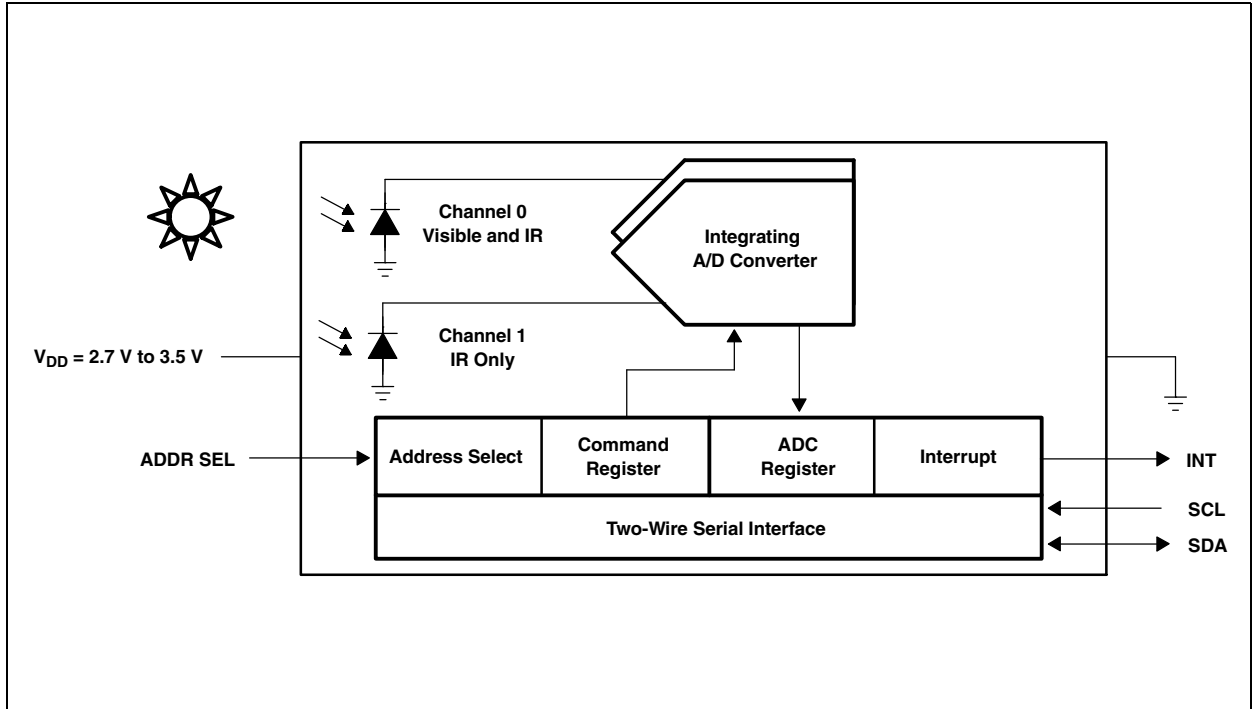 Channel 0
Visible and IR
Integrating
A/D Converter
Channel 1
IR Only
VDD = 2.7 V to 3.5 V
ADDR SEL
Address Select
Command
Register
ADC
Register
Interrupt
INT
Two-Wire Serial Interface
SCL
SDA